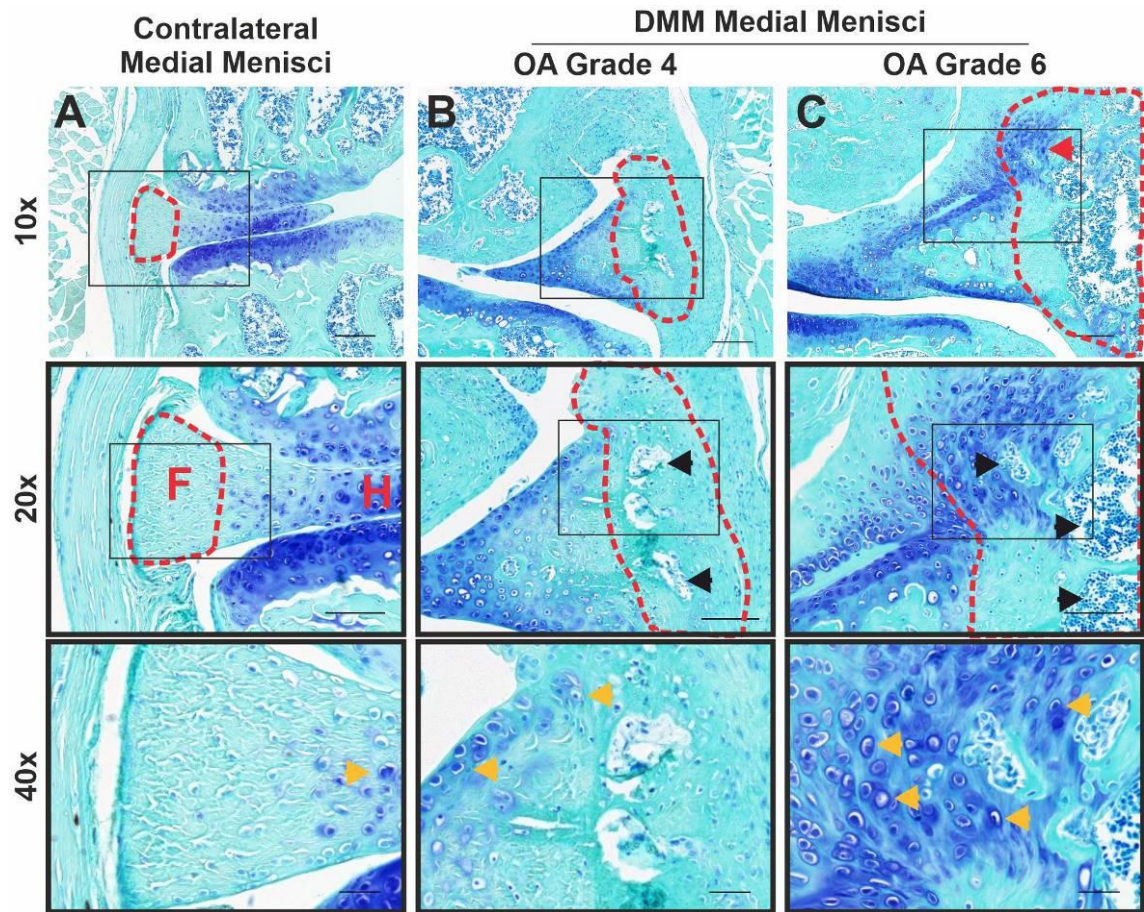 Contralateral
Medial Menisci
DMM Medial Menisci
OA Grade 4
OA Grade 6
A
B
C
10x
20x
F
H
40x